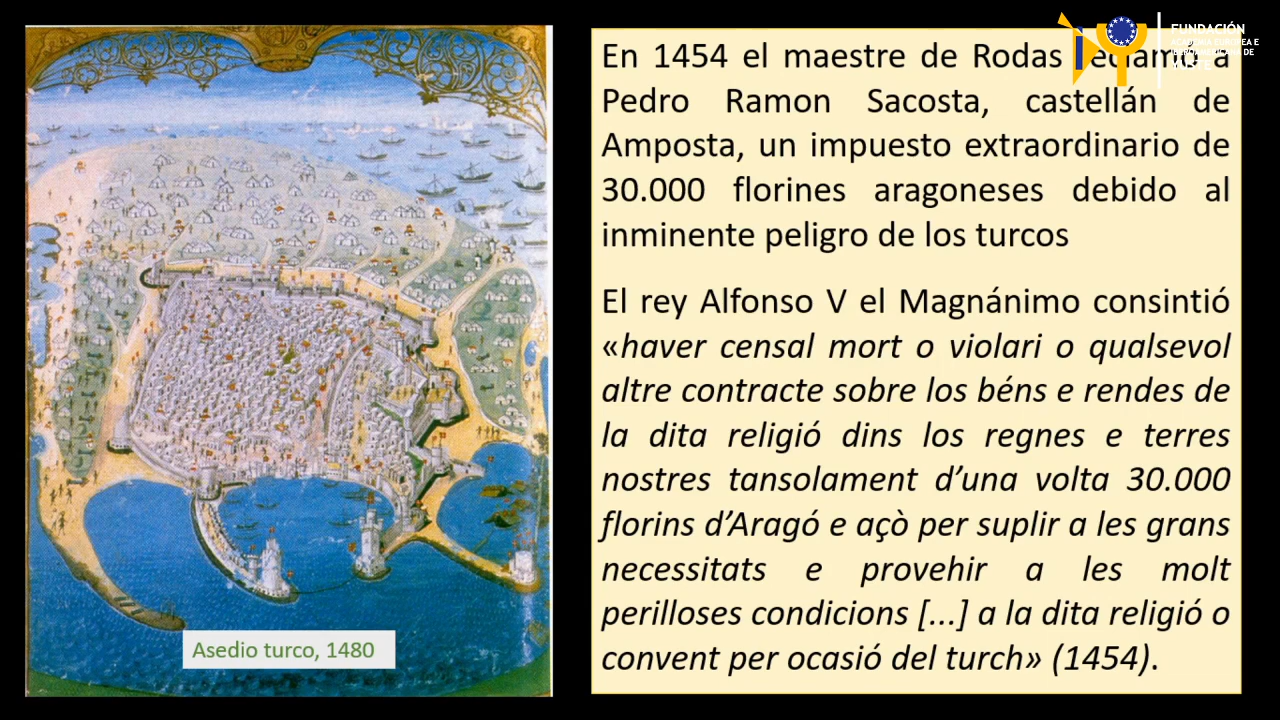 En 1454 el maestre de Rodas a
Pedro Ramon Sacosta, castellán de
Amposta, un impuesto extraordinario de
30.000 florines aragoneses debido al
inminente peligro de los turcos
El rey Alfonso V el Magnánimo consintió
«haver censal mort o violari o qualsevol
altre contracte sobre los béns e rendes de
la dita religió dins los regnes e terres
nostres tansolament d’una volta 30.000
florins d’Aragó e açò per suplir a les grans
necessitats e provehir a les molt
perilloses condicions [...] a la dita religió o
convent per ocasió del turch» (1454).
Asedio turco, 1480
FUNDACIÓN